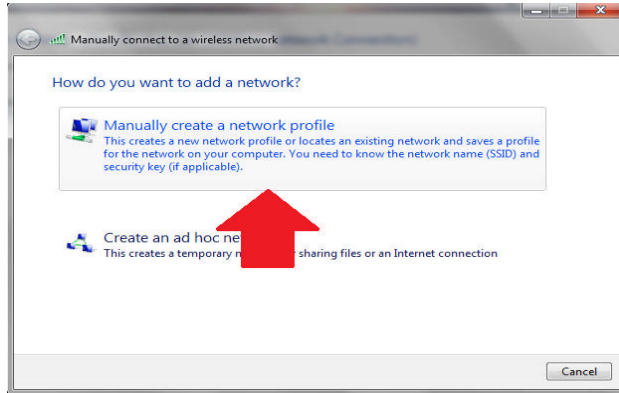 Manually connect to a wireless network
How do you want to add a network?
Manually create a network profile
This creates a new network profile or locates an existing network and saves a profile
for the network on your computer. You need to know the network name (SSID) and
security key (if applicable).
Create an ad hoc
This creates a temporary sharing files or an Internet connection
Cancel